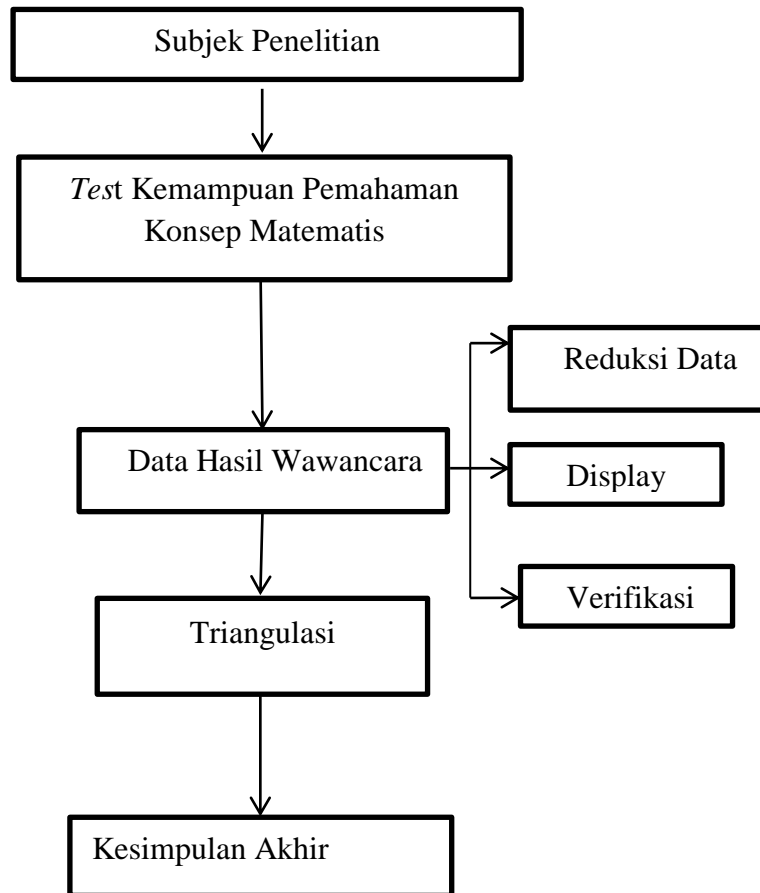 Subjek Penelitian
Test Kemampuan Pemahaman
Konsep Matematis
Reduksi Data
Data Hasil Wawancara
Display
Verifikasi
Triangulasi
Kesimpulan Akhir